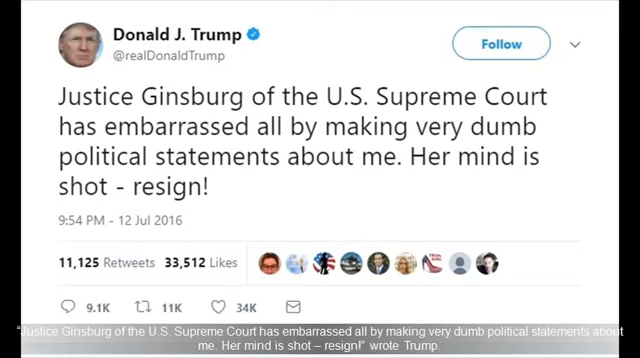 Donald J. Trump
@realDonaldTrump
Follow
Justice Ginsburg of the U.S. Supreme Court
has embarrassed all by making very dumb
political statements about me. Her mind is
shot - resign!
9:54 PM - 12 Jul 2016
11,125 Retweets 33,512 Likes
9.1K 11K 34K
“Justice Ginsburg of the U.S. Supreme Court has embarrassed all by making very dumb political statements about
me. Her mind is shot – resign!” wrote Trump.